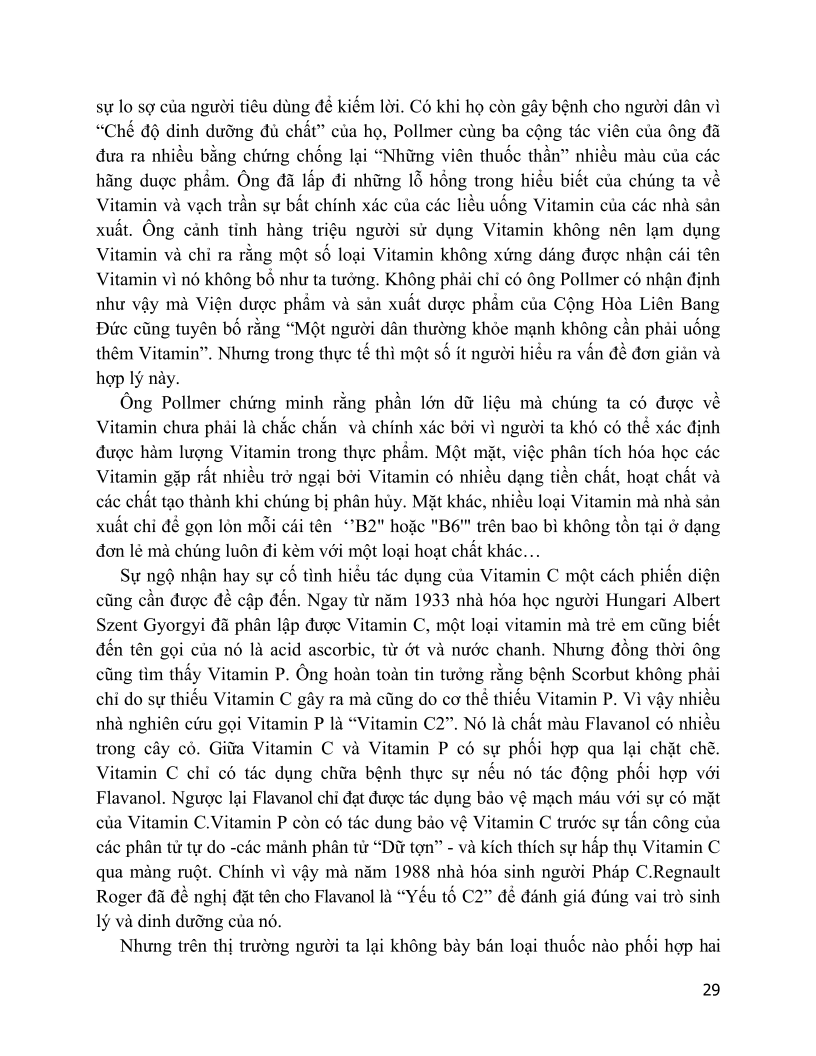 sự lo sợ của người tiêu dùng để kiếm lời. Có khi họ còn gây bệnh cho người dân vì
“Chế độ dinh dưỡng đủ chất” của họ, Pollmer cùng ba cộng tác viên của ông đã
đưa ra nhiều bằng chứng chống lại “Những viên thuốc thần” nhiều màu của các
hãng duợc phẩm. Ông đã lấp đi những lỗ hổng trong hiểu biết của chúng ta về
Vitamin và vạch trần sự bất chính xác của các liều uống Vitamin của các nhà sản
xuất. Ông cảnh tỉnh hàng triệu người sử dụng Vitamin không nên lạm dụng
Vitamin và chỉ ra rằng một số loại Vitamin không xứng dáng được nhận cái tên
Vitamin vì nó không bổ như ta tưởng. Không phải chỉ có ông Pollmer có nhận định
như vậy mà Viện dược phẩm và sản xuất dược phẩm của Cộng Hòa Liên Bang
Đức cũng tuyên bố rằng “Một người dân thường khỏe mạnh không cần phải uống
thêm Vitamin”. Nhưng trong thực tế thì một số ít người hiểu ra vấn đề đơn giản và
hợp lý này.
Ông Pollmer chứng minh rằng phần lớn dữ liệu mà chúng ta có được về
Vitamin chưa phải là chắc chắn  và chính xác bởi vì người ta khó có thể xác định
được hàm lượng Vitamin trong thực phẩm. Một mặt, việc phân tích hóa học các
Vitamin gặp rất nhiều trở ngại bởi Vitamin có nhiều dạng tiền chất, hoạt chất và
các chất tạo thành khi chúng bị phân hủy. Mặt khác, nhiều loại Vitamin mà nhà sản
xuất chỉ để gọn lỏn mỗi cái tên  ‘’B2" hoặc "B6'" trên bao bì không tồn tại ở dạng
đơn lẻ mà chúng luôn đi kèm với một loại hoạt chất khác…
Sự ngộ nhận hay sự cố tình hiểu tác dụng của Vitamin C một cách phiến diện
cũng cần được đề cập đến. Ngay từ năm 1933 nhà hóa học người Hungari Albert
Szent Gyorgyi đã phân lập được Vitamin C, một loại vitamin mà trẻ em cũng biết
đến tên gọi của nó là acid ascorbic, từ ớt và nước chanh. Nhưng đồng thời ông
cũng tìm thấy Vitamin P. Ông hoàn toàn tin tưởng rằng bệnh Scorbut không phải
chỉ do sự thiếu Vitamin C gây ra mà cũng do cơ thể thiếu Vitamin P. Vì vậy nhiều
nhà nghiên cứu gọi Vitamin P là “Vitamin C2”. Nó là chất màu Flavanol có nhiều
trong cây cỏ. Giữa Vitamin C và Vitamin P có sự phối hợp qua lại chặt chẽ.
Vitamin C chỉ có tác dụng chữa bệnh thực sự nếu nó tác động phối hợp với
Flavanol. Ngược lại Flavanol chỉ đạt được tác dụng bảo vệ mạch máu với sự có mặt
của Vitamin C.Vitamin P còn có tác dung bảo vệ Vitamin C trước sự tấn công của
các phân tử tự do -các mảnh phân tử “Dữ tợn” - và kích thích sự hấp thụ Vitamin C
qua màng ruột. Chính vì vậy mà năm 1988 nhà hóa sinh người Pháp C.Regnault
Roger đã đề nghị đặt tên cho Flavanol là “Yếu tố C2” để đánh giá đúng vai trò sinh
lý và dinh dưỡng của nó.
Nhưng trên thị trường người ta lại không bày bán loại thuốc nào phối hợp hai
29